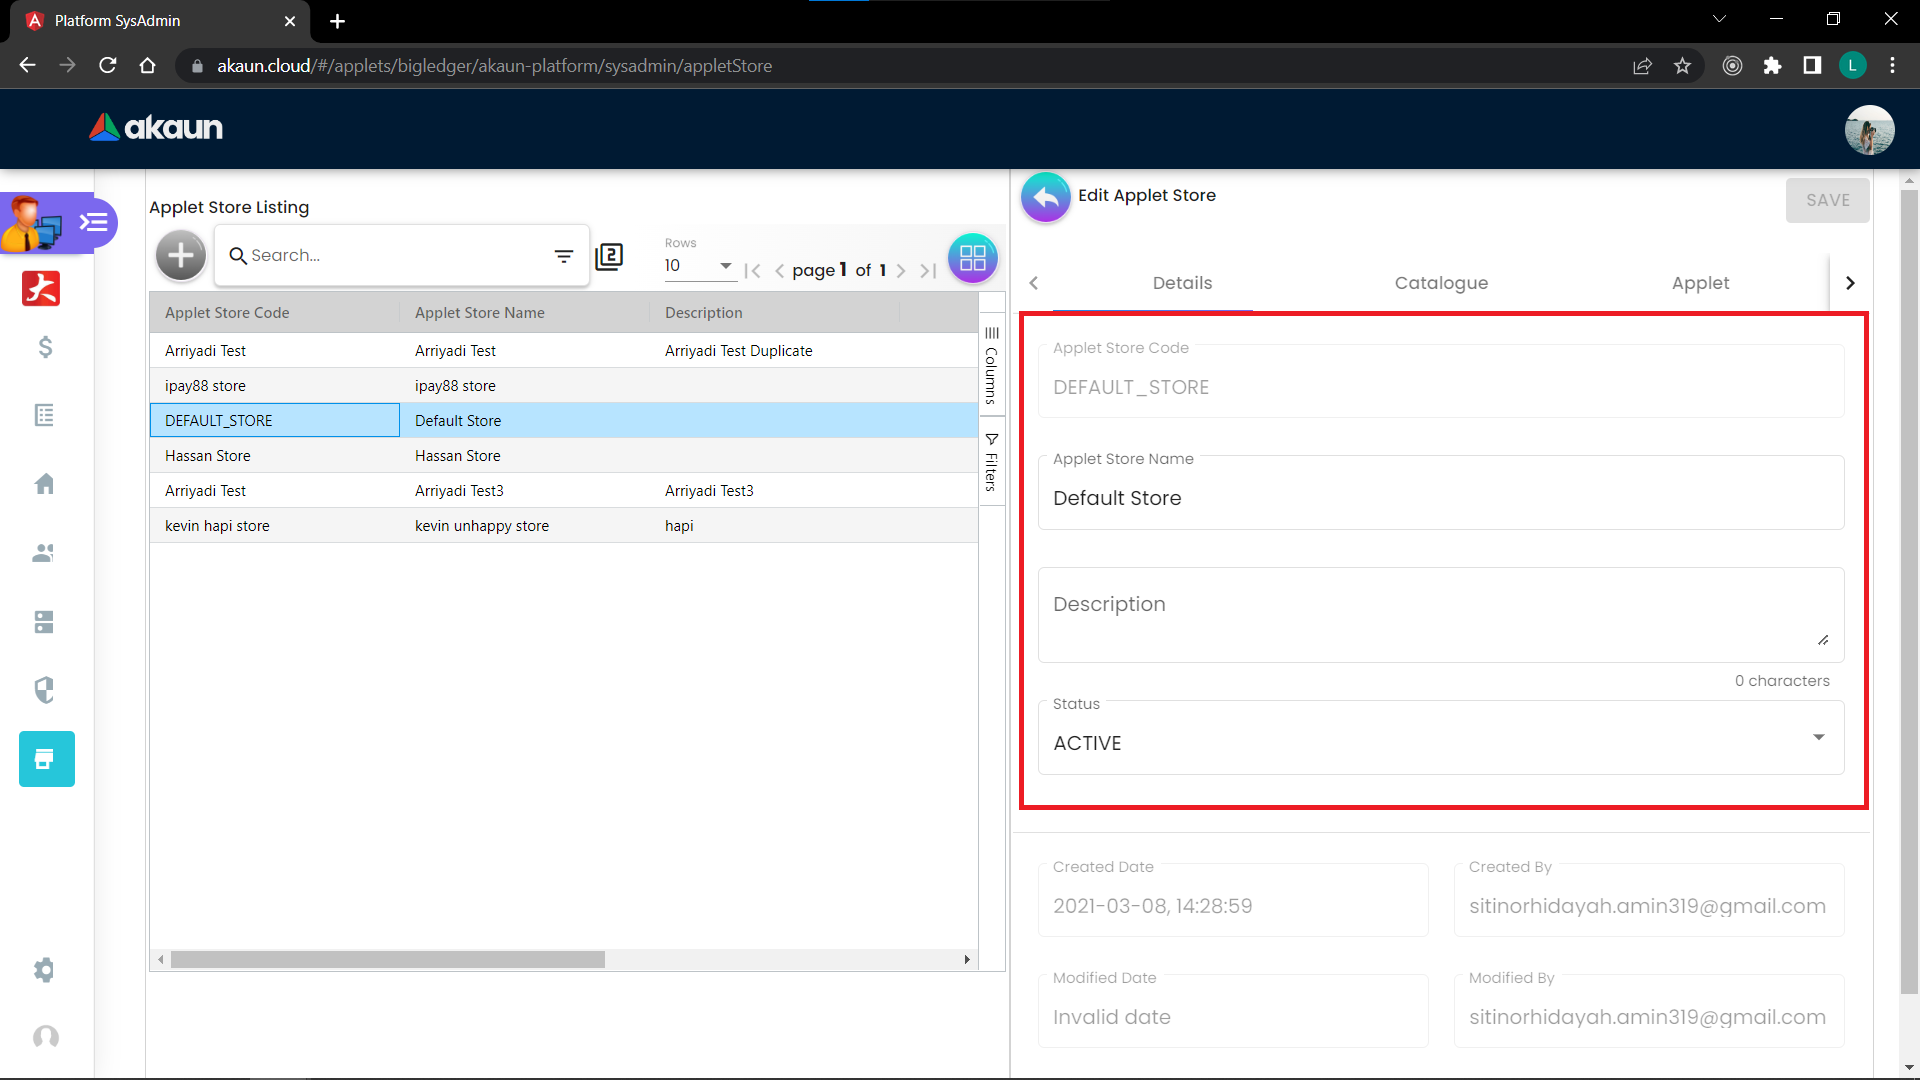 Platform SysAdmin
akaun.cloud/#/applets/bigledger/akaun-platform/sysadmin/appletStore
L
akaun
Applet Store Listing
Search...
2
Rows
10
page 1 of 1
Applet Store Code Applet Store Name Description
Arriyadi Test Arriyadi Test Arriyadi Test Duplicate
ipay88 store ipay88 store
DEFAULT_STORE Default Store
Hassan Store Hassan Store
Arriyadi Test Arriyadi Test3 Arriyadi Test3
kevin hapi store kevin unhappy store hapi
Columns
Filters
Edit Applet Store
SAVE
Details Catalogue Applet
Applet Store Code
DEFAULT_STORE
Applet Store Name
Default Store
Description
0 characters
Status
ACTIVE
Created Date Created By
2021-03-08, 14:28:59 sitinorhidayah.amin319@gmail.com
Modified Date Modified By
Invalid date sitinorhidayah.amin319@gmail.com